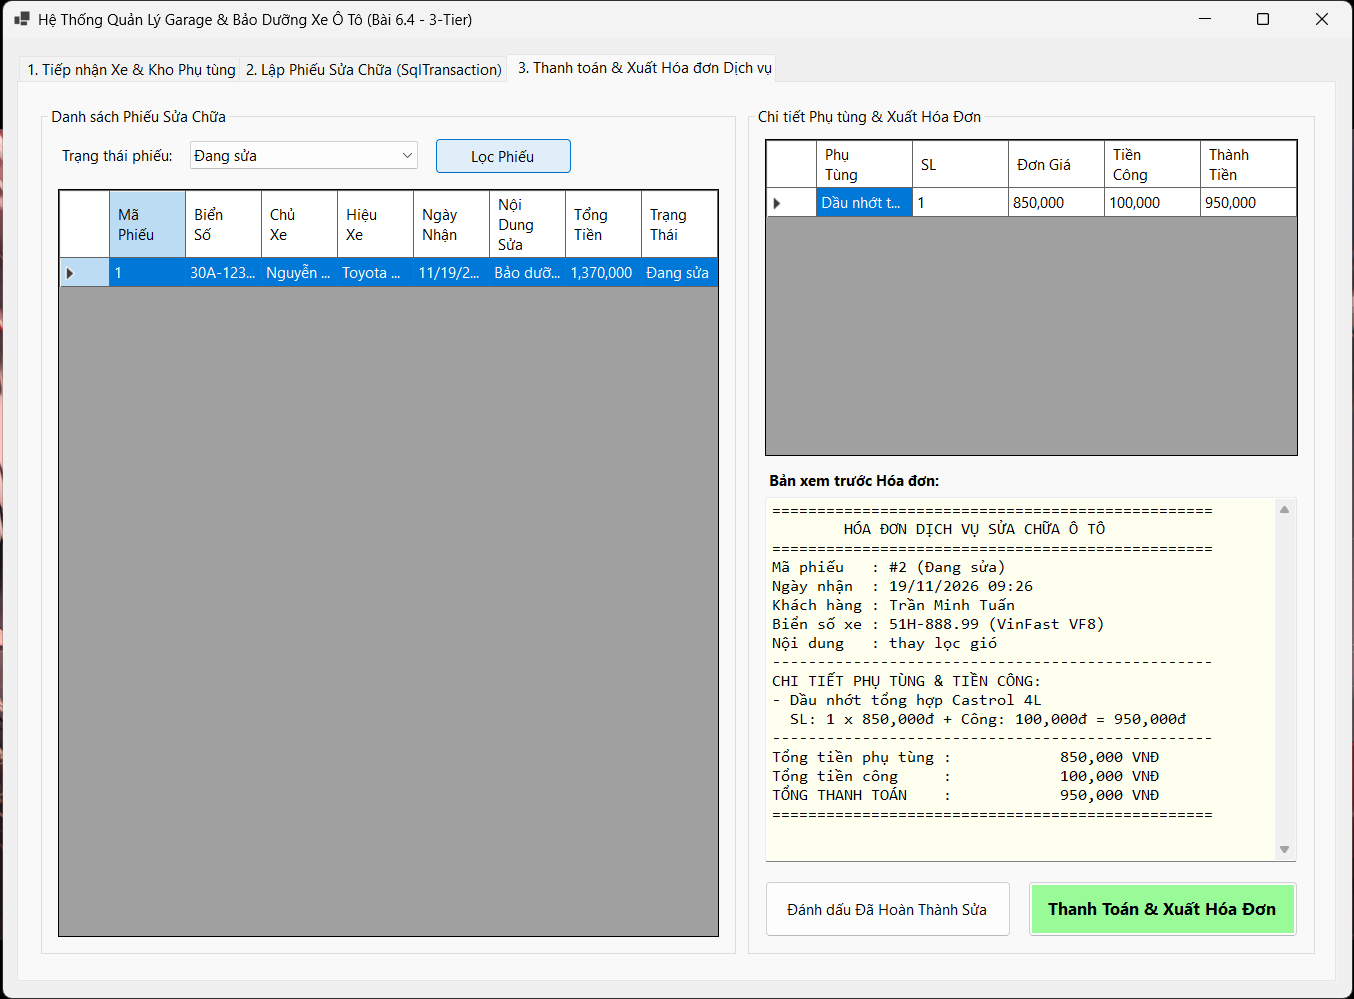 Hệ Thống Quản Lý Garage & Bảo Dưỡng Xe Ô Tô (Bài 6.4 - 3-Tier)
1. Tiếp nhận Xe & Kho Phụ tùng
2. Lập Phiếu Sửa Chữa (SqlTransaction)
3. Thanh toán & Xuất Hóa đơn Dịch vụ
Danh sách Phiếu Sửa Chữa
Trạng thái phiếu:
Đang sửa
Lọc Phiếu
Mã Phiếu
Biển Số
Chủ Xe
Hiệu Xe
Ngày Nhận
Nội Dung Sửa
Tổng Tiền
Trạng Thái
1 30A-123... Nguyễn ... Toyota ... 11/19/2... Bảo dưỡ... 1,370,000 Đang sửa
Chi tiết Phụ tùng & Xuất Hóa Đơn
Phụ Tùng
SL
Đơn Giá
Tiền Công
Thành Tiền
Dầu nhớt t... 1 850,000 100,000 950,000
Bản xem trước Hóa đơn:
=================================================
HÓA ĐƠN DỊCH VỤ SỬA CHỮA Ô TÔ
=================================================
Mã phiếu : #2 (Đang sửa)
Ngày nhận : 19/11/2026 09:26
Khách hàng : Trần Minh Tuấn
Biển số xe : 51H-888.99 (VinFast VF8)
Nội dung : thay lọc gió
-------------------------------------------------
CHI TIẾT PHỤ TÙNG & TIỀN CÔNG:
- Dầu nhớt tổng hợp Castrol 4L
SL: 1 x 850,000đ + Công: 100,000đ = 950,000đ
-------------------------------------------------
Tổng tiền phụ tùng : 850,000 VNĐ
Tổng tiền công : 100,000 VNĐ
TỔNG THANH TOÁN : 950,000 VNĐ
=================================================
Đánh dấu Đã Hoàn Thành Sửa
Thanh Toán & Xuất Hóa Đơn